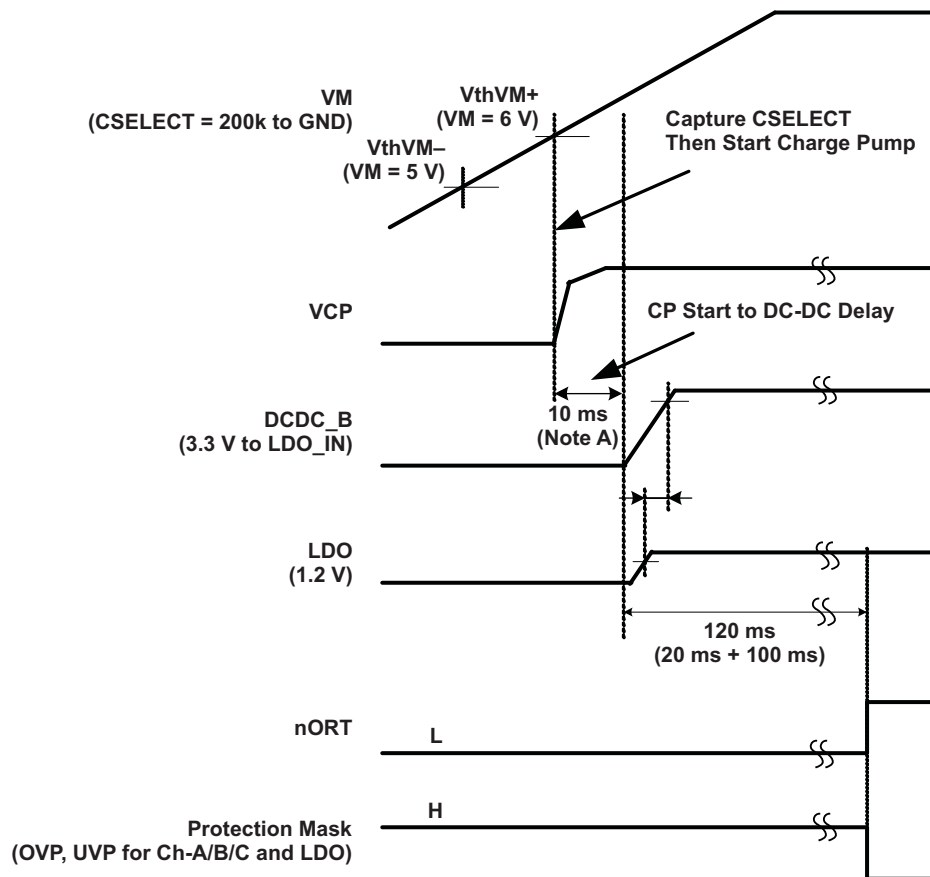 VM
(CSELECT = 200k to GND)
VthVM+
(VM = 6 V)
VthVM–
(VM = 5 V)
Capture CSELECT
Then Start Charge Pump
VCP
CP Start to DC-DC Delay
DCDC_B
(3.3 V to LDO_IN)
10 ms
(Note A)
LDO
(1.2 V)
120 ms
(20 ms + 100 ms)
nORT
L
Protection Mask
(OVP, UVP for Ch-A/B/C and LDO)
H